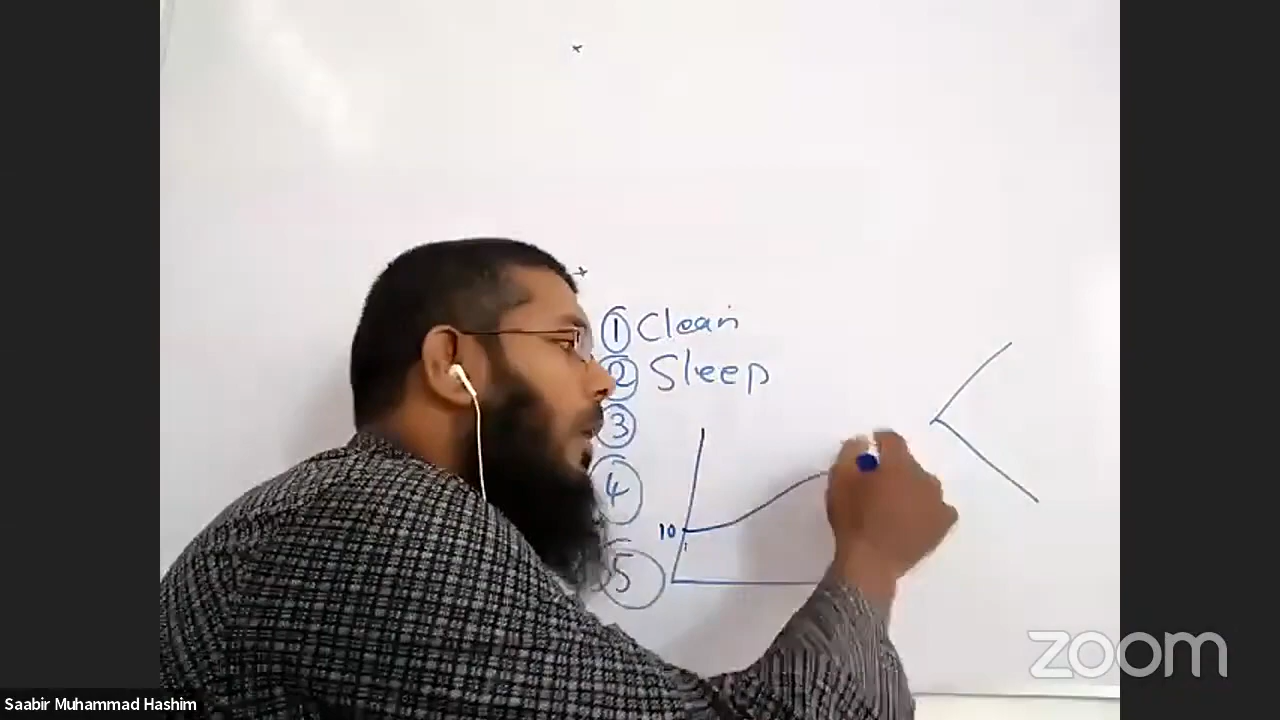 ① Clean
② Sleep
③
④
10
⑤
zoom
Saabir Muhammad Hashim